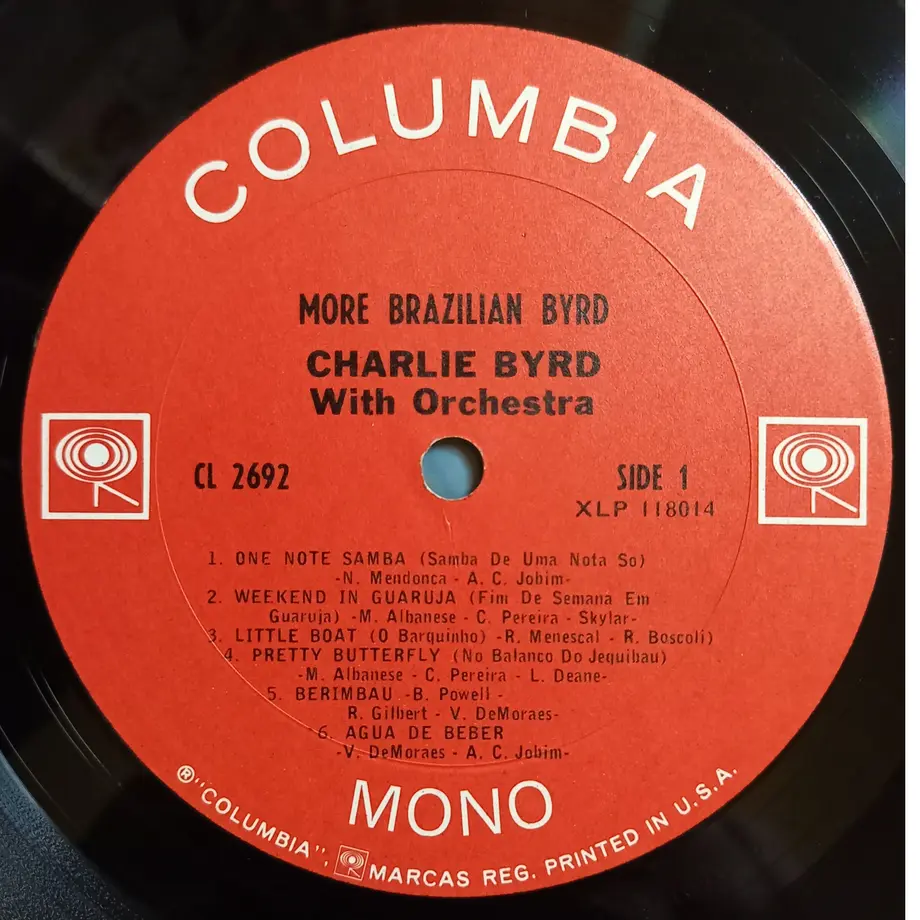 COLUMBIA
MORE BRAZILIAN BYRD
CHARLIE BYRD
With Orchestra
CL 2692
SIDE 1
XLP 118014
1. ONE NOTE SAMBA (Samba De Uma Nota So)
-N. Mendonca - A. C. Jobim-
2. WEEKEND IN GUARUJA (Fim De Semana Em
Guaruja) -M. Albanese - C. Pereira - Skylar-
3. LITTLE BOAT (O Barquinho) -R. Menescal - R. Boscoli)
4. PRETTY BUTTERFLY (No Balanco Do Jequibau)
-M. Albanese - C. Pereira - L. Deane-
5. BERIMBAU -B. Powell -
R. Gilbert - V. DeMoraes-
6. AGUA DE BEBER
-V. DeMoraes - A. C. Jobim-
MONO
®"COLUMBIA", MARCAS REG. PRINTED IN U.S.A.